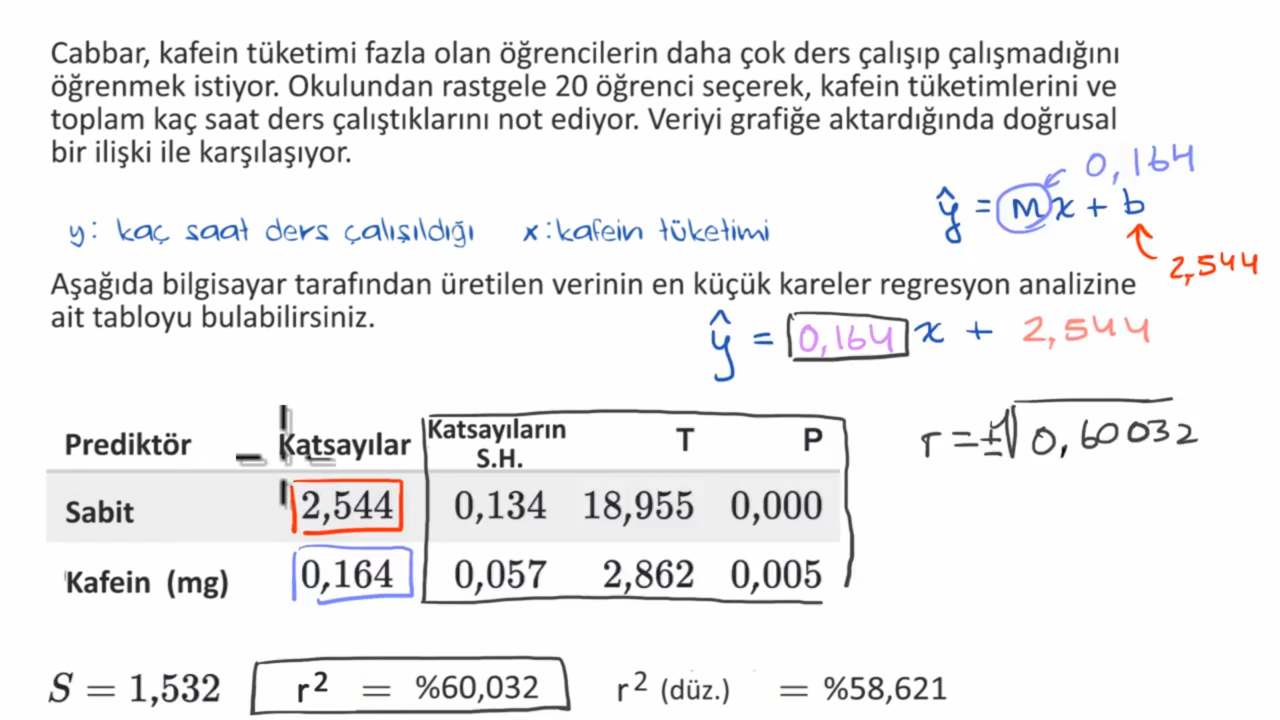 Cabbar, kafein tüketimi fazla olan öğrencilerin daha çok ders çalışıp çalışmadığını
öğrenmek istiyor. Okulundan rastgele 20 öğrenci seçerek, kafein tüketimlerini ve
toplam kaç saat ders çalıştıklarını not ediyor. Veriyi grafiğe aktardığında doğrusal
bir ilişki ile karşılaşıyor.
0,164
ŷ = mx + b
2,544
y: kaç saat ders çalışıldığı x: kafein tüketimi
Aşağıda bilgisayar tarafından üretilen verinin en küçük kareler regresyon analizine
ait tabloyu bulabilirsiniz.
ŷ = 0,164 x + 2,544
r = ±√0,60032
Prediktör Katsayılar Katsayıların S.H. T P
Sabit 2,544 0,134 18,955 0,000
Kafein (mg) 0,164 0,057 2,862 0,005
S = 1,532 r² = %60,032 r² (düz.) = %58,621